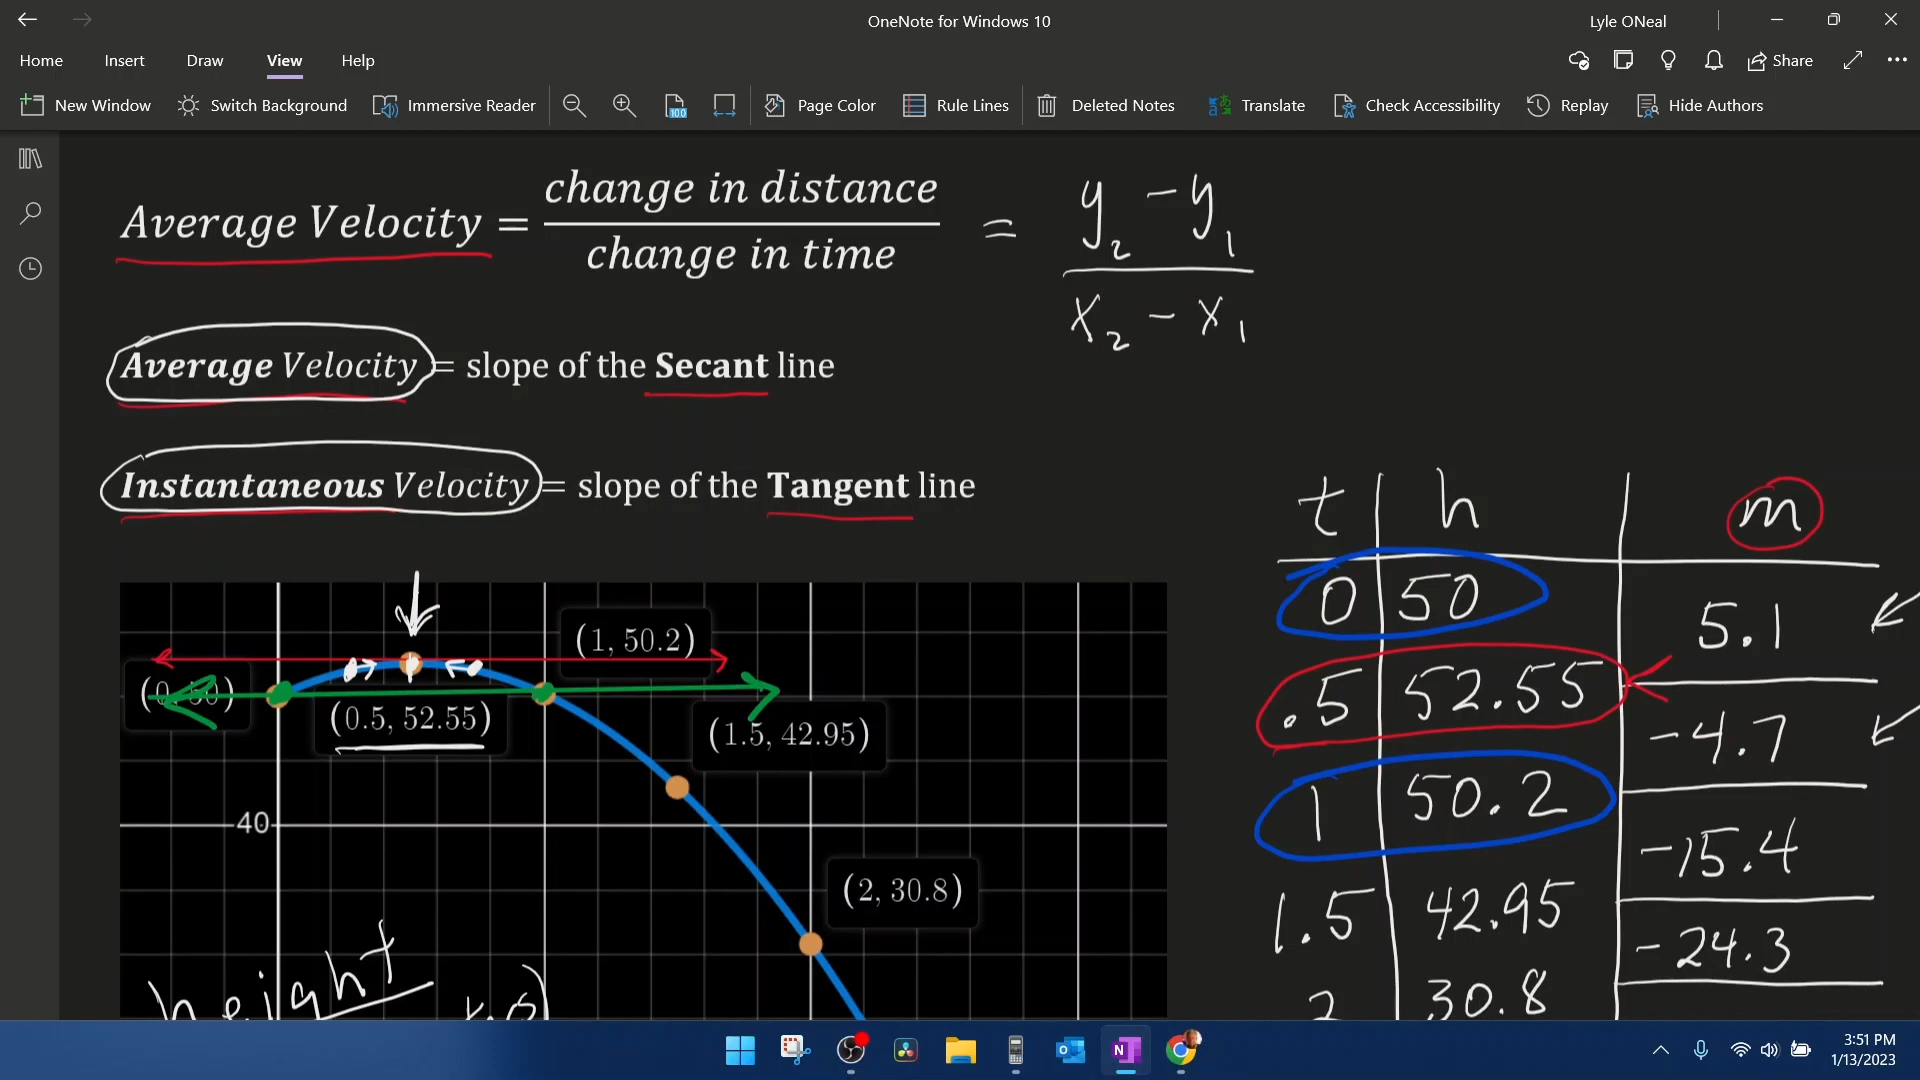 OneNote for Windows 10
Lyle ONeal
Home Insert Draw View Help
Share
New Window Switch Background Immersive Reader Page Color Rule Lines Deleted Notes Translate Check Accessibility Replay Hide Authors
Average Velocity = change in distance / change in time = y2 - y1 / x2 - x1
Average Velocity = slope of the Secant line
Instantaneous Velocity = slope of the Tangent line
t h m
0 50
5.1
.5 52.55
-4.7
1 50.2
-15.4
1.5 42.95
-24.3
2 30.8
(1, 50.2)
(0, 50)
(0.5, 52.55)
(1.5, 42.95)
40
(2, 30.8)
height
3:51 PM
1/13/2023